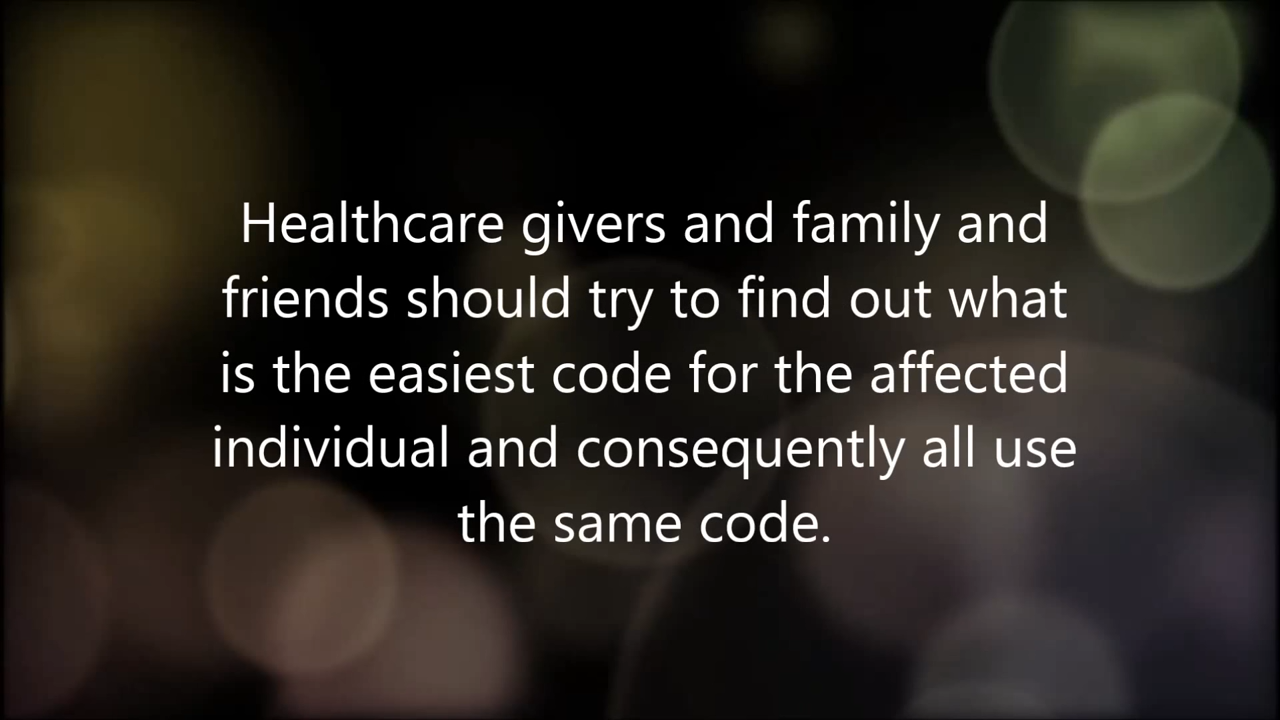 Healthcare givers and family and
friends should try to find out what
is the easiest code for the affected
individual and consequently all use
the same code.